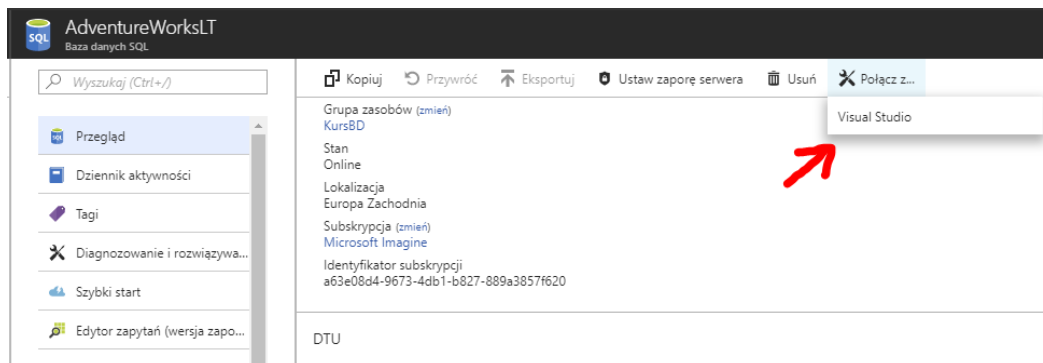 SQL
AdventureWorksLT
Baza danych SQL
Wyszukaj (Ctrl+/)
Przegląd
Dziennik aktywności
Tagi
Diagnozowanie i rozwiązywa...
Szybki start
Edytor zapytań (wersja zapo...
Kopiuj Przywróć Eksportuj Ustaw zaporę serwera Usuń Połącz z...
Visual Studio
Grupa zasobów (zmień)
KursBD
Stan
Online
Lokalizacja
Europa Zachodnia
Subskrypcja (zmień)
Microsoft Imagine
Identyfikator subskrypcji
a63e08d4-9673-4db1-b827-889a3857f620
DTU